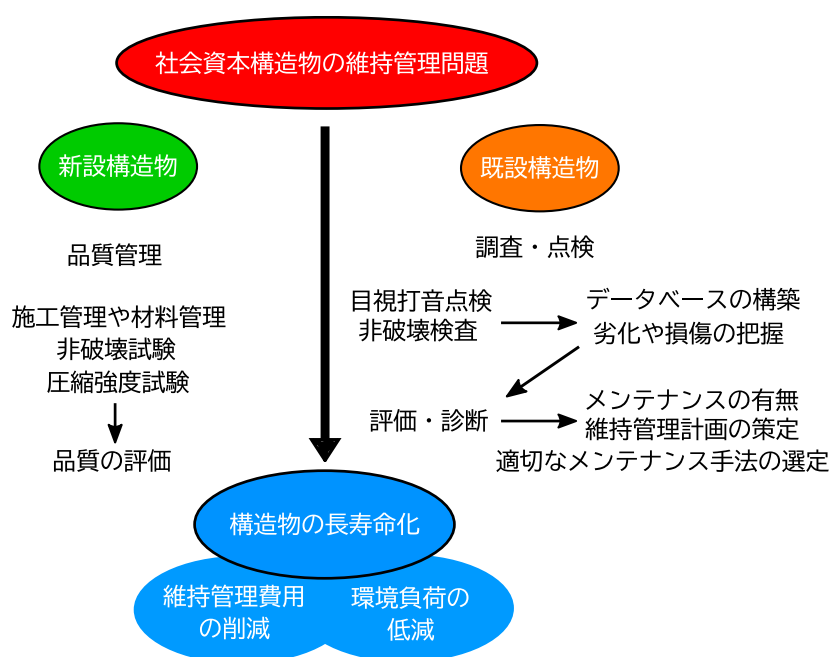 社会資本構造物の維持管理問題
新設構造物
品質管理
施工管理や材料管理
非破壊試験
圧縮強度試験
品質の評価
既設構造物
調査・点検
目視打音点検
非破壊検査
データベースの構築
劣化や損傷の把握
評価・診断
メンテナンスの有無
維持管理計画の策定
適切なメンテナンス手法の選定
構造物の長寿命化
維持管理費用
の削減
環境負荷の
低減